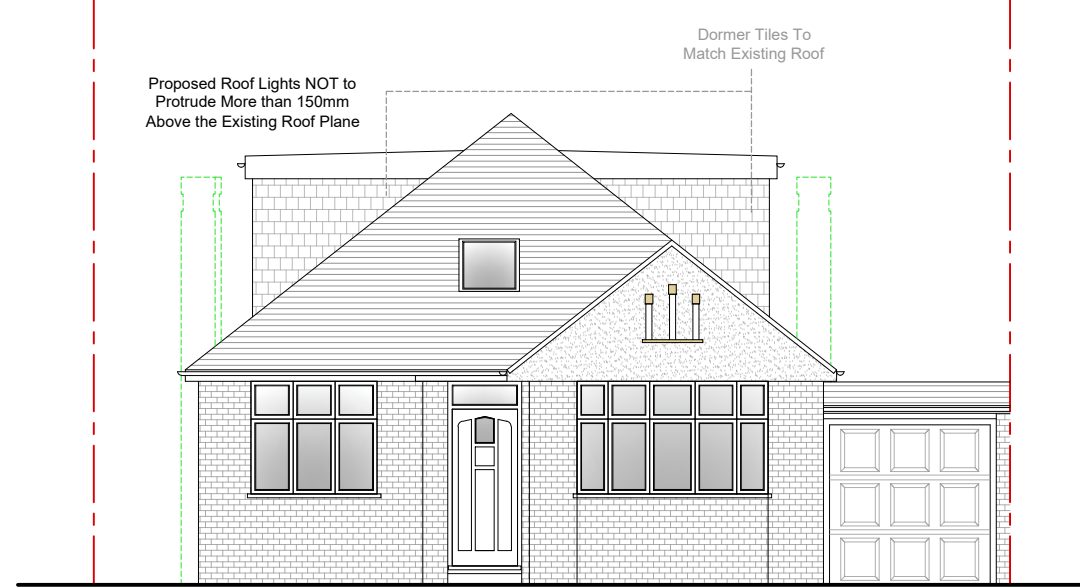 Dormer Tiles To
Match Existing Roof
Proposed Roof Lights NOT to
Protrude More than 150mm
Above the Existing Roof Plane